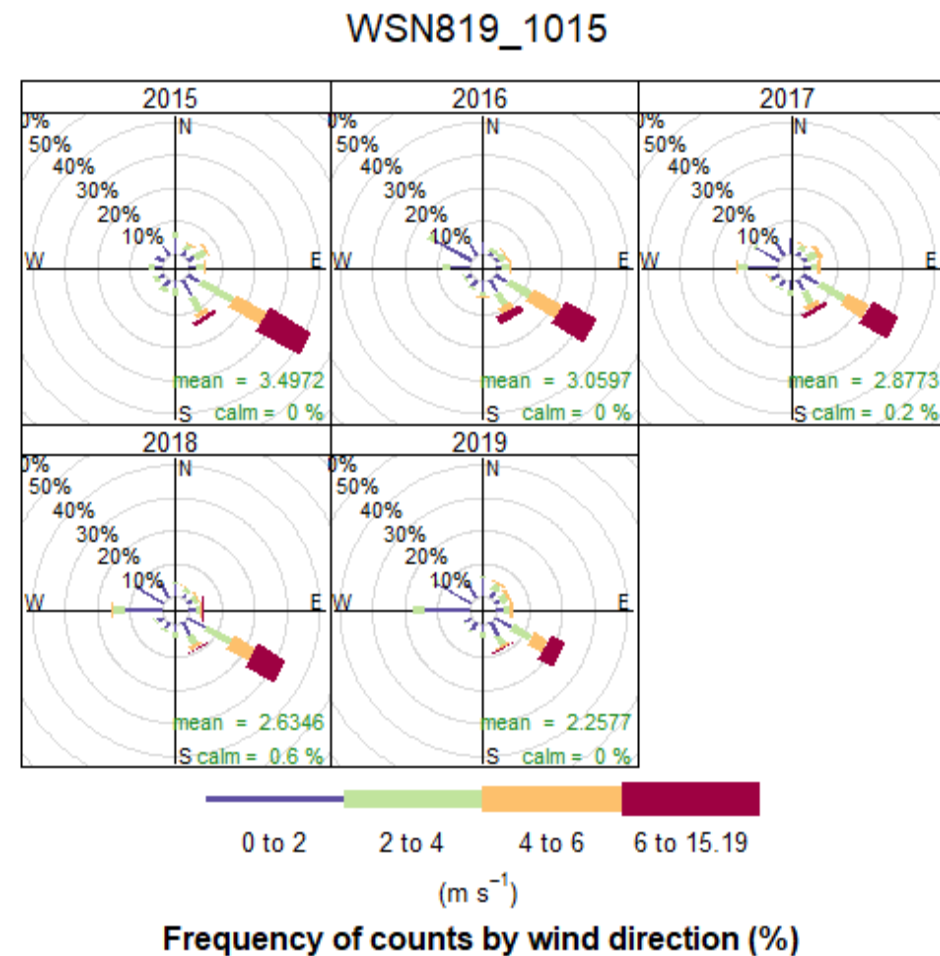 WSN819_1015
2015 2016 2017
0% 0% 0%
N N N
50% 50% 50%
40% 40% 40%
30% 30% 30%
20% 20% 20%
10% 10% 10%
W E W E W E
mean = 3.4972 mean = 3.0597 mean = 2.8773
S calm = 0 % S calm = 0 % S calm = 0.2 %
2018 2019
0% 0%
N N
50% 50%
40% 40%
30% 30%
20% 20%
10% 10%
W E W E
mean = 2.6346 mean = 2.2577
S calm = 0.6 % S calm = 0 %
0 to 2 2 to 4 4 to 6 6 to 15.19
(m s⁻¹)
Frequency of counts by wind direction (%)